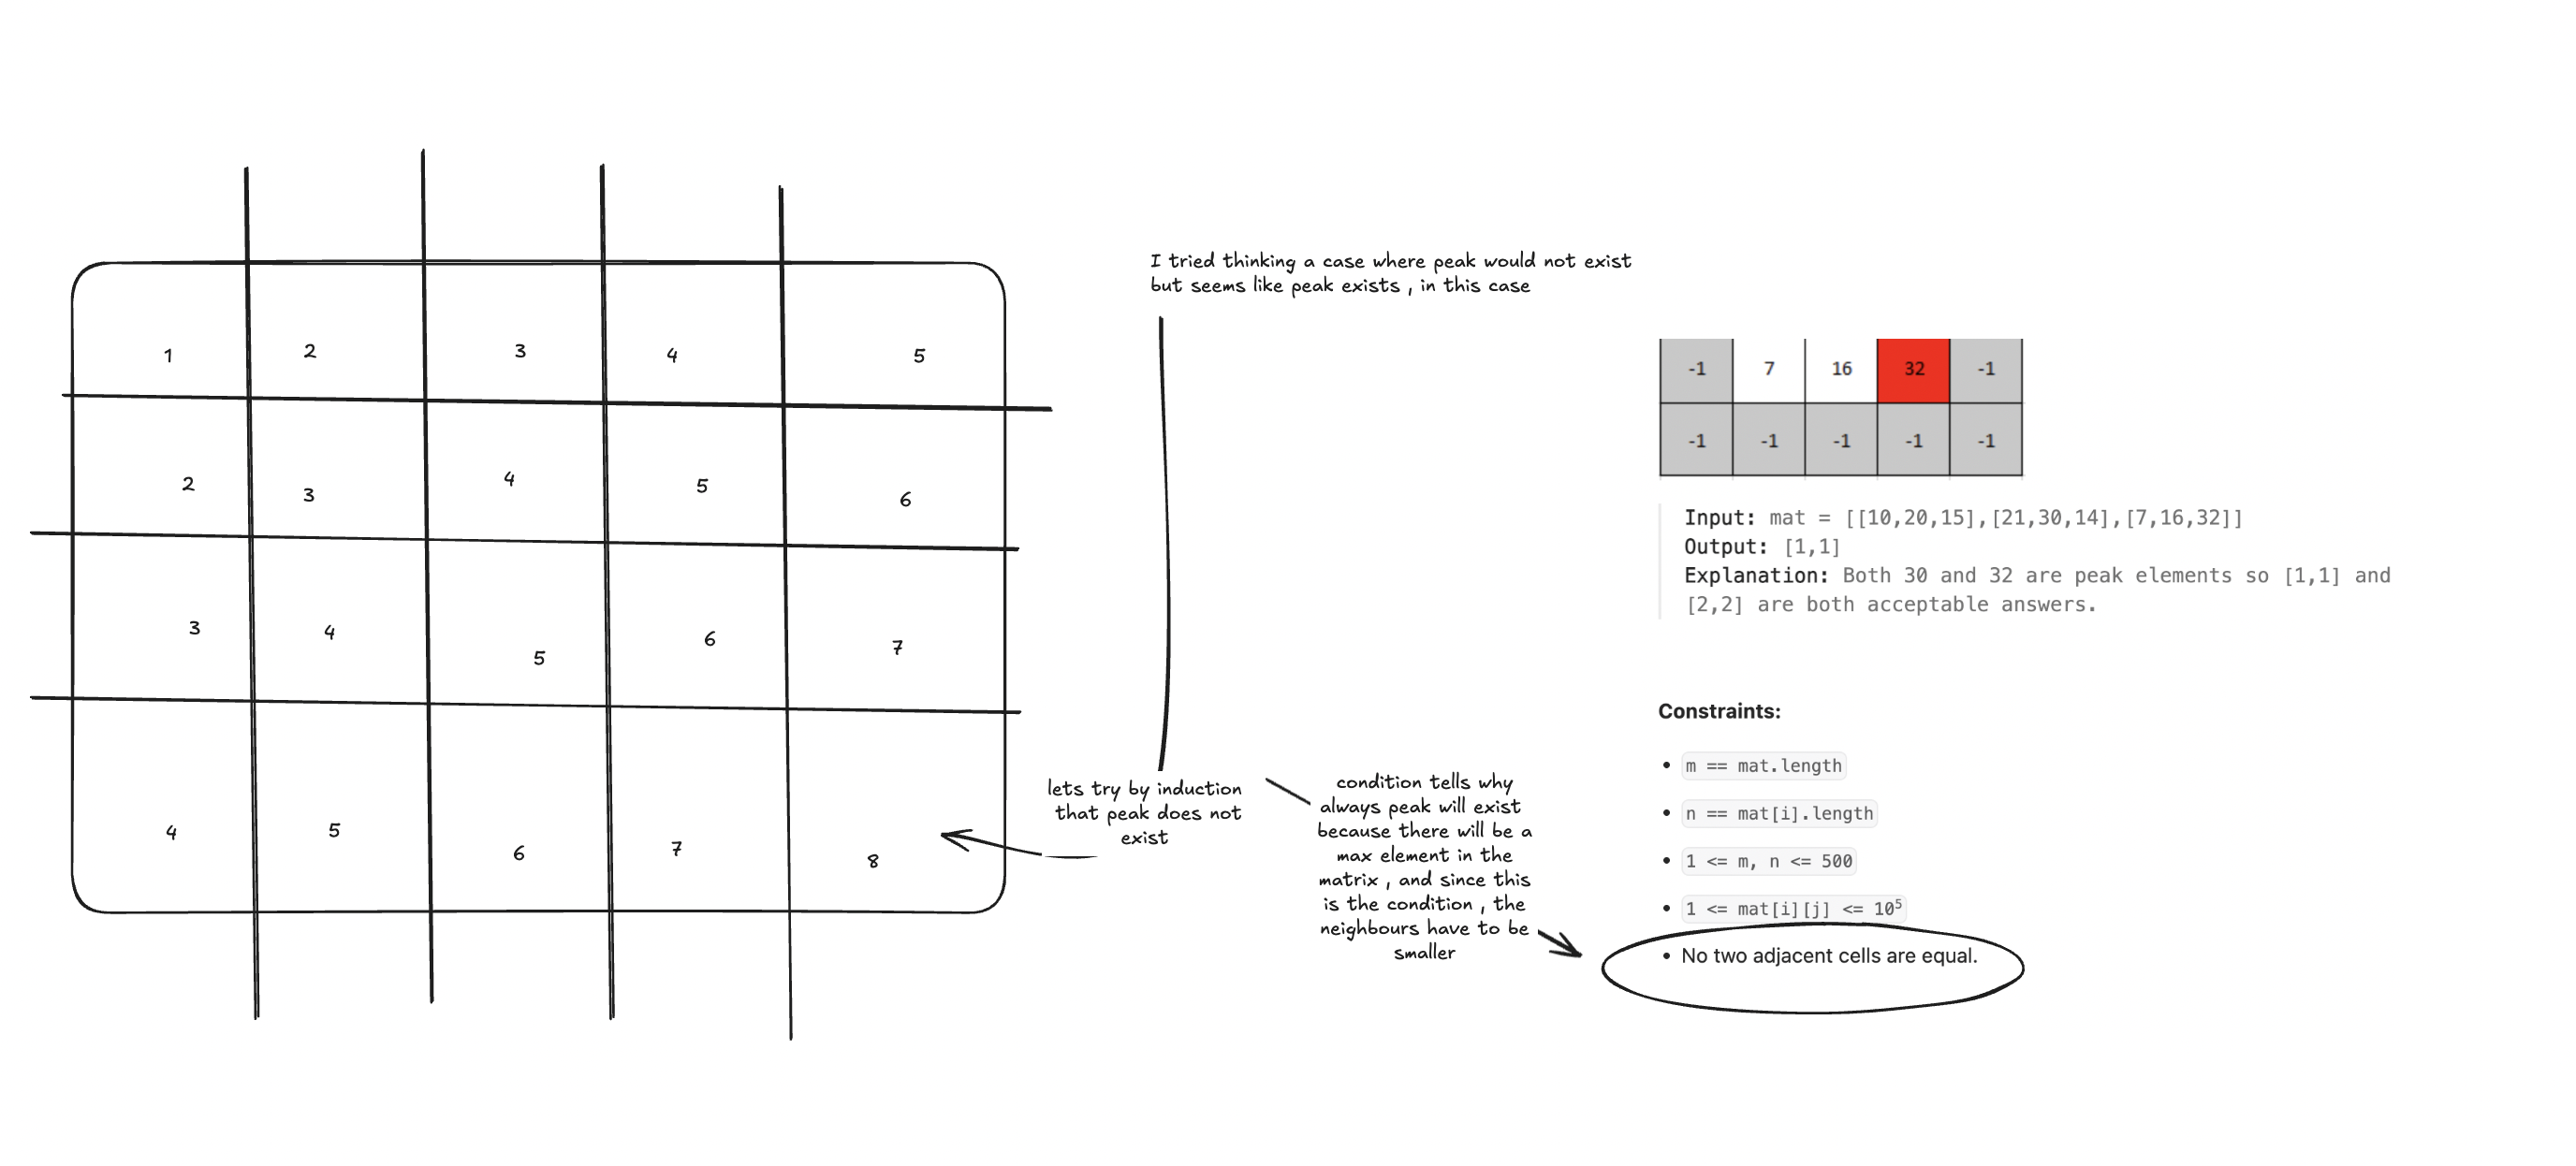 I tried thinking a case where peak would not exist
but seems like peak exists , in this case
1 2 3 4 5
2 3 4 5 6
3 4 5 6 7
4 5 6 7 8
lets try by induction
that peak does not
exist
condition tells why
always peak will exist
because there will be a
max element in the
matrix , and since this
is the condition , the
neighbours have to be
smaller
-1 7 16 32 -1
-1 -1 -1 -1 -1
Input: mat = [[10,20,15],[21,30,14],[7,16,32]]
Output: [1,1]
Explanation: Both 30 and 32 are peak elements so [1,1] and
[2,2] are both acceptable answers.
Constraints:
• m == mat.length
• n == mat[i].length
• 1 <= m, n <= 500
• 1 <= mat[i][j] <= 10⁵
• No two adjacent cells are equal.